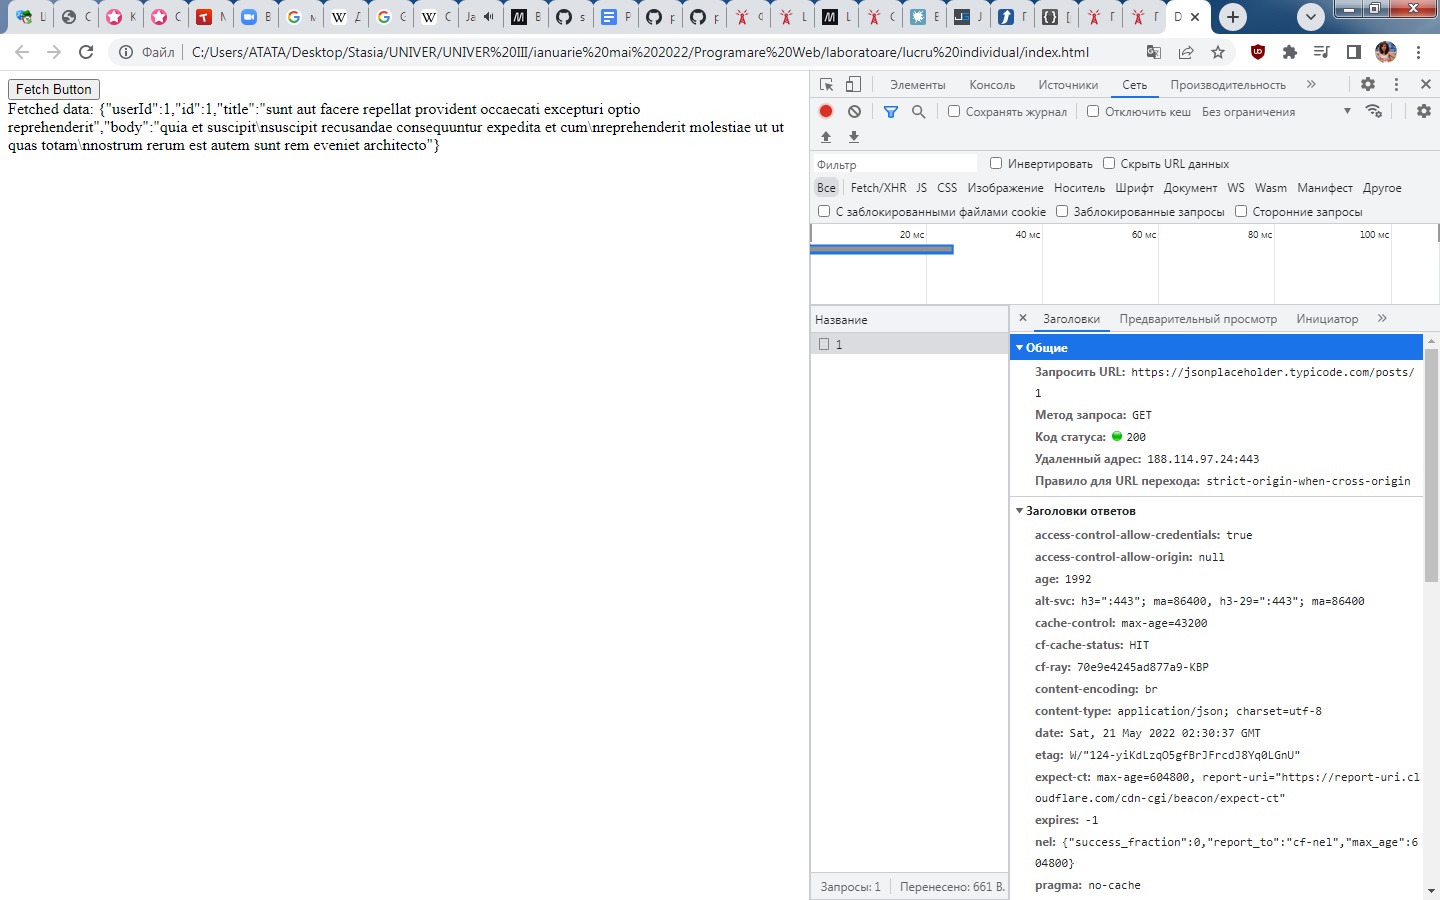 Файл C:/Users/ATATA/Desktop/Stasia/UNIVER/UNIVER%20III/ianuarie%20mai%202022/Programare%20Web/laboratoare/lucru%20individual/index.html
Fetch Button
Fetched data: {"userId":1,"id":1,"title":"sunt aut facere repellat provident occaecati excepturi optio
reprehenderit","body":"quia et suscipit\nsuscipit recusandae consequuntur expedita et cum\nreprehenderit molestiae ut ut
quas totam\nnostrum rerum est autem sunt rem eveniet architecto"}
Элементы Консоль Источники Сеть Производительность
Сохранять журнал Отключить кеш Без ограничения
Фильтр Инвертировать Скрыть URL данных
Все Fetch/XHR JS CSS Изображение Носитель Шрифт Документ WS Wasm Манифест Другое
С заблокированными файлами cookie Заблокированные запросы Сторонние запросы
20 мс 40 мс 60 мс 80 мс 100 мс
Название
1
Запросы: 1 Перенесено: 661 B.
Заголовки Предварительный просмотр Инициатор
Общие
Запросить URL: https://jsonplaceholder.typicode.com/posts/
1
Метод запроса: GET
Код статуса: 200
Удаленный адрес: 188.114.97.24:443
Правило для URL перехода: strict-origin-when-cross-origin
Заголовки ответов
access-control-allow-credentials: true
access-control-allow-origin: null
age: 1992
alt-svc: h3=":443"; ma=86400, h3-29=":443"; ma=86400
cache-control: max-age=43200
cf-cache-status: HIT
cf-ray: 70e9e4245ad877a9-KBP
content-encoding: br
content-type: application/json; charset=utf-8
date: Sat, 21 May 2022 02:30:37 GMT
etag: W/"124-yiKdLzqO5gfBrJFrcdJ8Yq0LGnU"
expect-ct: max-age=604800, report-uri="https://report-uri.cl
oudflare.com/cdn-cgi/beacon/expect-ct"
expires: -1
nel: {"success_fraction":0,"report_to":"cf-nel","max_age":6
04800}
pragma: no-cache